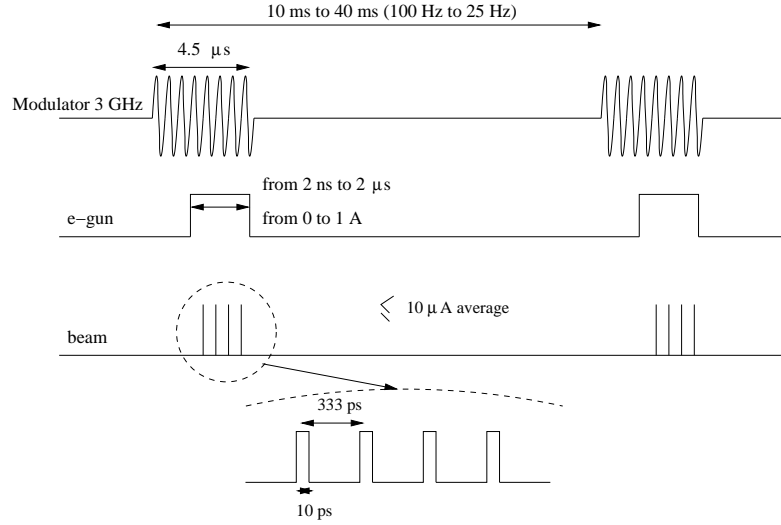 10 ms to 40 ms (100 Hz to 25 Hz)
4.5 μs
Modulator 3 GHz
from 2 ns to 2 μs
e−gun
from 0 to 1 A
≤ 10 μ A average
beam
333 ps
10 ps